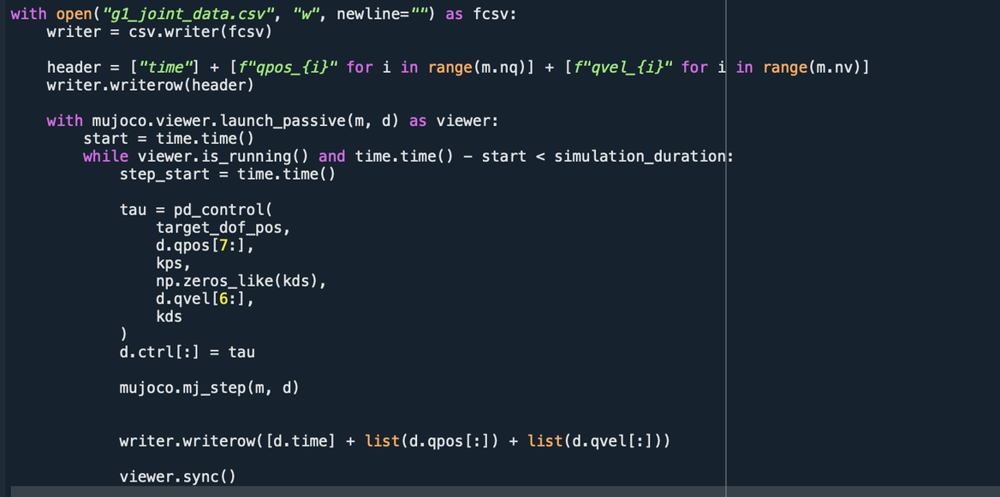 with open("g1_joint_data.csv", "w", newline="") as fcsv:
    writer = csv.writer(fcsv)

    header = ["time"] + [f"qpos_{i}" for i in range(m.nq)] + [f"qvel_{i}" for i in range(m.nv)]
    writer.writerow(header)

    with mujoco.viewer.launch_passive(m, d) as viewer:
        start = time.time()
        while viewer.is_running() and time.time() - start < simulation_duration:
            step_start = time.time()

            tau = pd_control(
                target_dof_pos,
                d.qpos[7:],
                kps,
                np.zeros_like(kds),
                d.qvel[6:],
                kds
            )
            d.ctrl[:] = tau

            mujoco.mj_step(m, d)


            writer.writerow([d.time] + list(d.qpos[:]) + list(d.qvel[:]))

            viewer.sync()